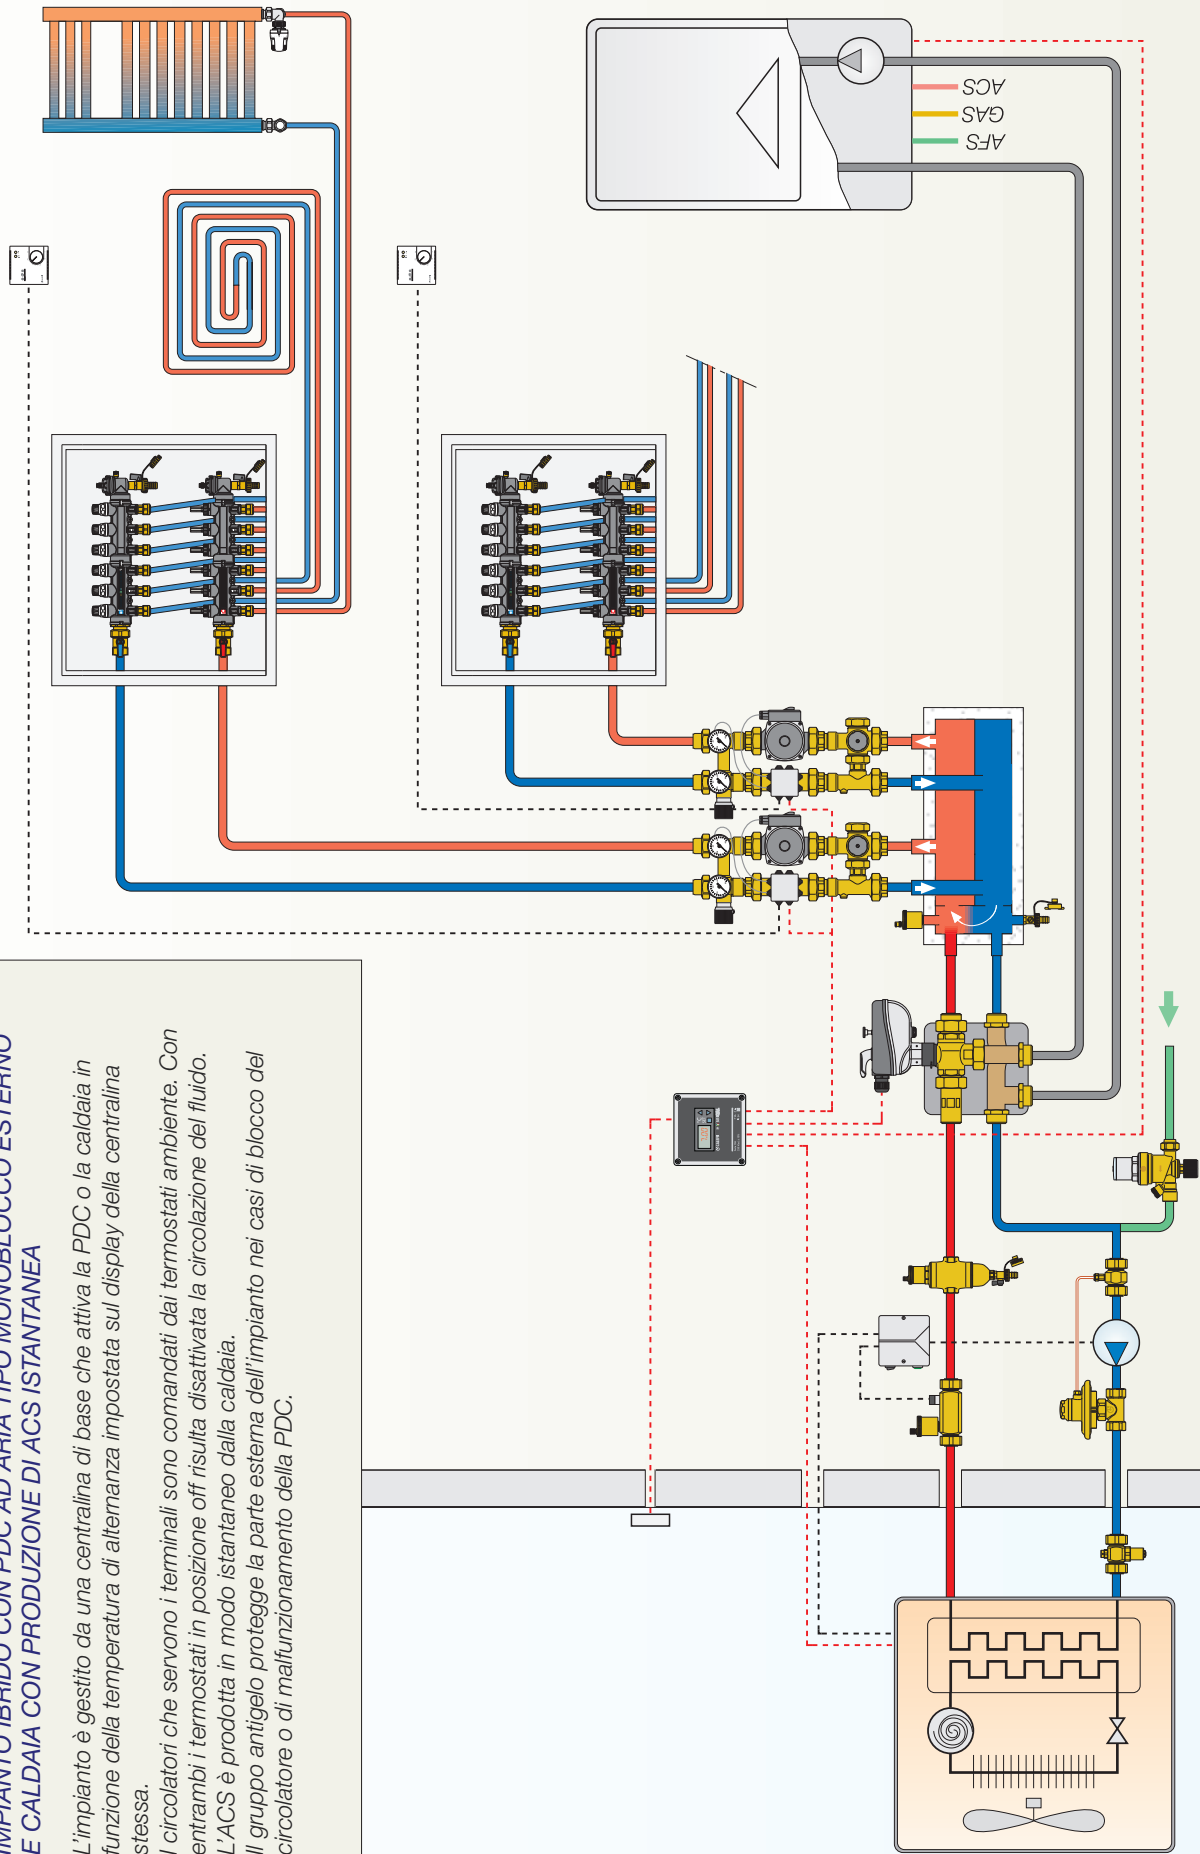 IMPIANTO IBRIDO CON PDC AD ARIA TIPO MONOBLOCCO ESTERNO
E CALDAIA CON PRODUZIONE DI ACS ISTANTANEA
L'impianto è gestito da una centralina di base che attiva la PDC o la caldaia in
funzione della temperatura di alternanza impostata sul display della centralina
stessa.
I circolatori che servono i terminali sono comandati dai termostati ambiente. Con
entrambi i termostati in posizione off risulta disattivata la circolazione del fluido.
L'ACS è prodotta in modo istantaneo dalla caldaia.
Il gruppo antigelo protegge la parte esterna dell'impianto nei casi di blocco del
circolatore o di malfunzionamento della PDC.
ACS
GAS
AFS